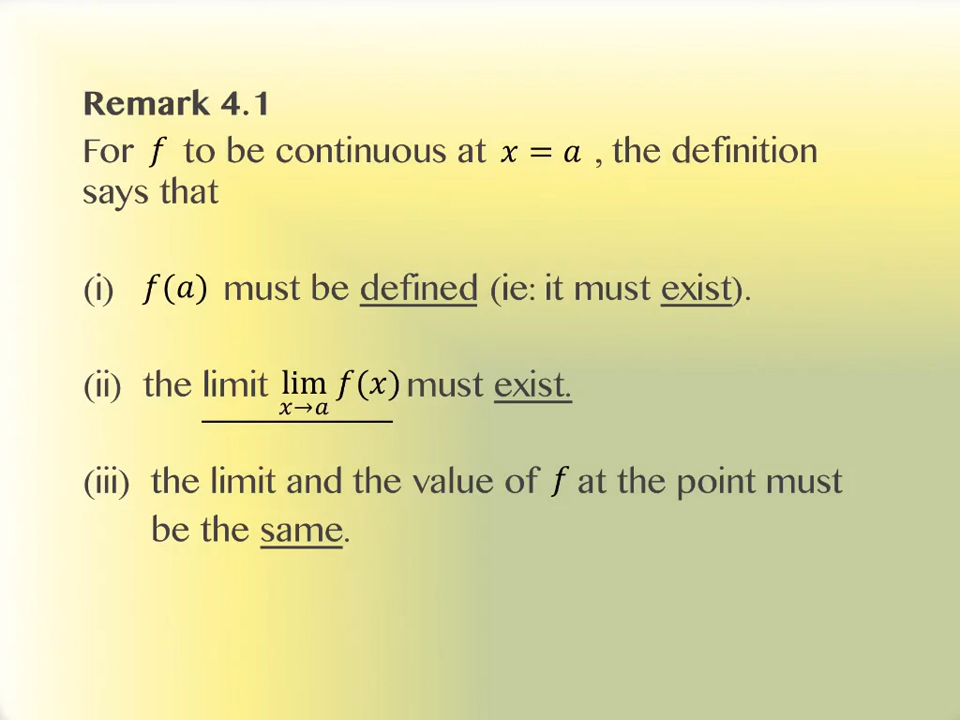 Remark 4.1
For f to be continuous at x = a , the definition
says that
(i) f(a) must be defined (ie: it must exist).
(ii) the limit lim f(x) must exist.
x→a
(iii) the limit and the value of f at the point must
be the same.